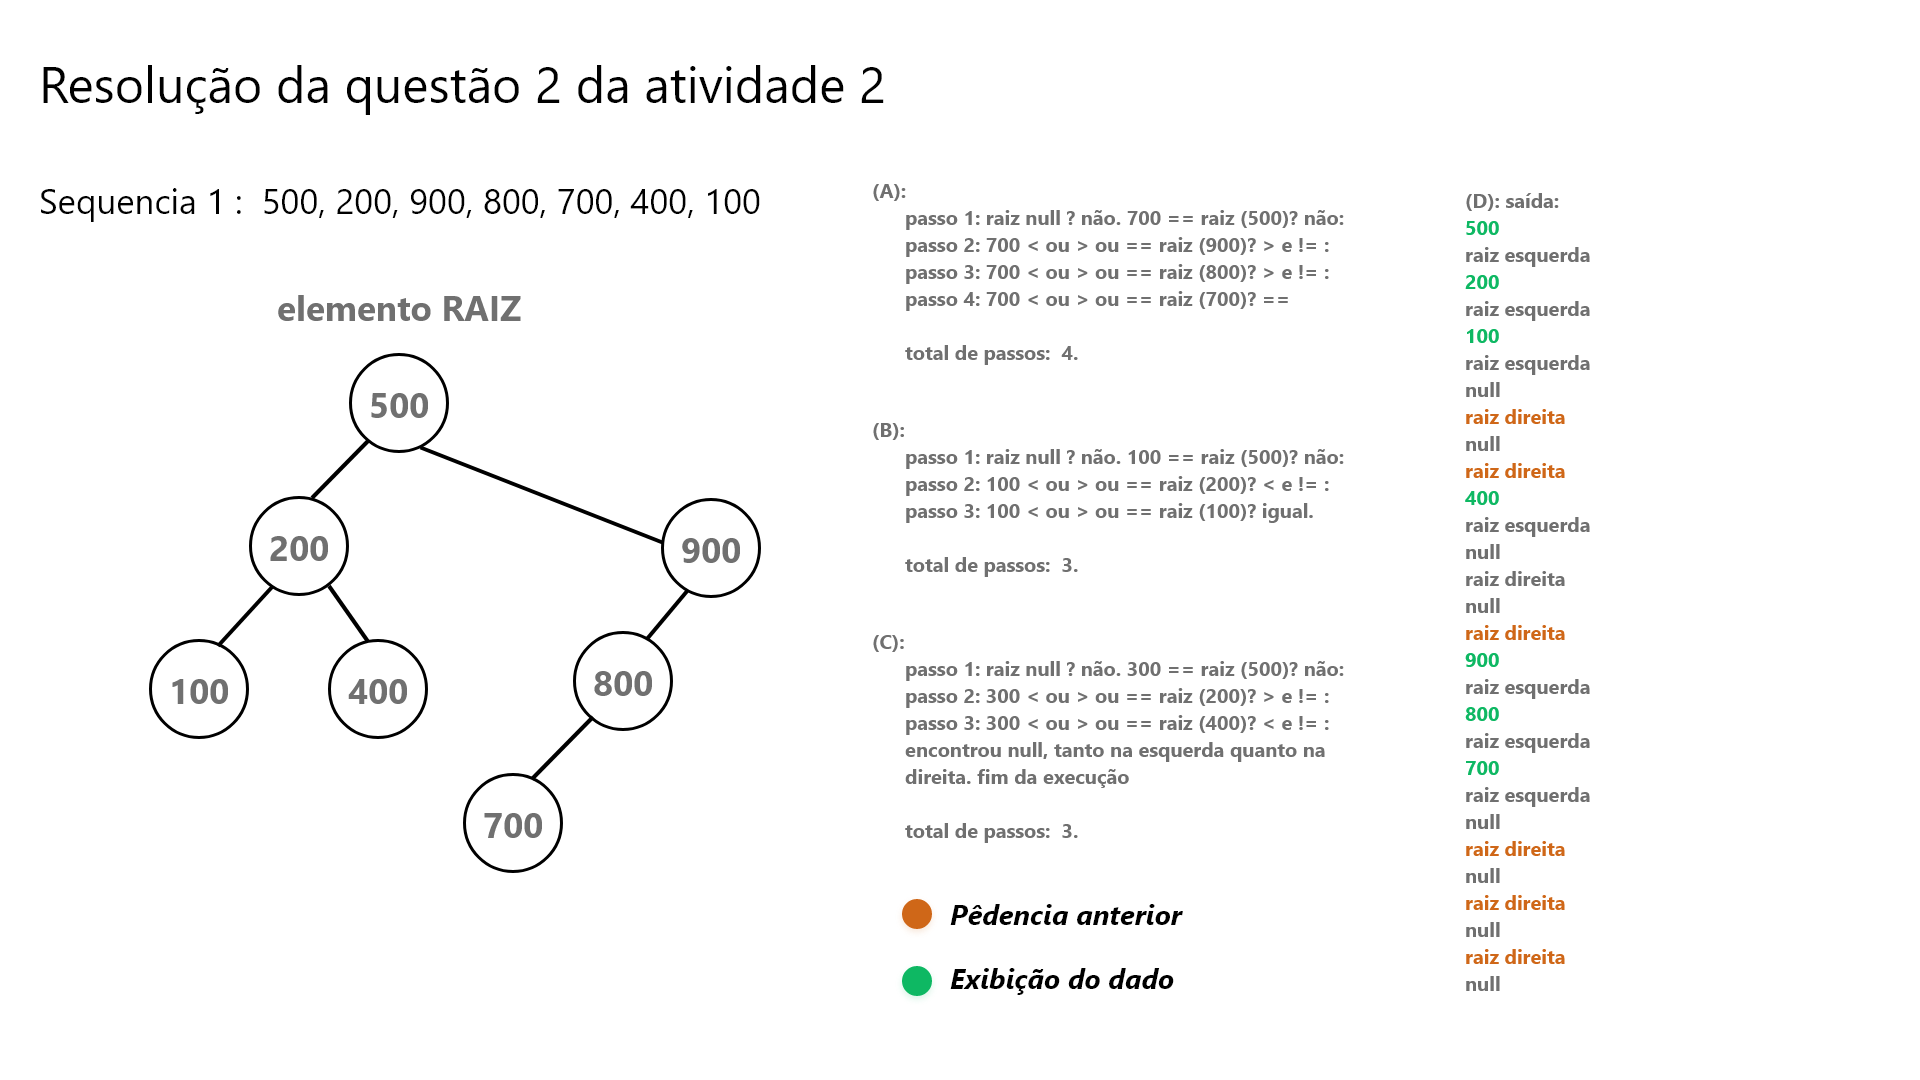 Resolução da questão 2 da atividade 2
Sequencia 1 :  500, 200, 900, 800, 700, 400, 100
elemento RAIZ
500
200
900
100
400
800
700
(A):
passo 1: raiz null ? não. 700 == raiz (500)? não:
passo 2: 700 < ou > ou == raiz (900)? > e != :
passo 3: 700 < ou > ou == raiz (800)? > e != :
passo 4: 700 < ou > ou == raiz (700)? ==
total de passos:  4.
(B):
passo 1: raiz null ? não. 100 == raiz (500)? não:
passo 2: 100 < ou > ou == raiz (200)? < e != :
passo 3: 100 < ou > ou == raiz (100)? igual.
total de passos:  3.
(C):
passo 1: raiz null ? não. 300 == raiz (500)? não:
passo 2: 300 < ou > ou == raiz (200)? > e != :
passo 3: 300 < ou > ou == raiz (400)? < e != :
encontrou null, tanto na esquerda quanto na
direita. fim da execução
total de passos:  3.
Pêdencia anterior
Exibição do dado
(D): saída:
500
raiz esquerda
200
raiz esquerda
100
raiz esquerda
null
raiz direita
null
raiz direita
400
raiz esquerda
null
raiz direita
null
raiz direita
900
raiz esquerda
800
raiz esquerda
700
raiz esquerda
null
raiz direita
null
raiz direita
null
raiz direita
null